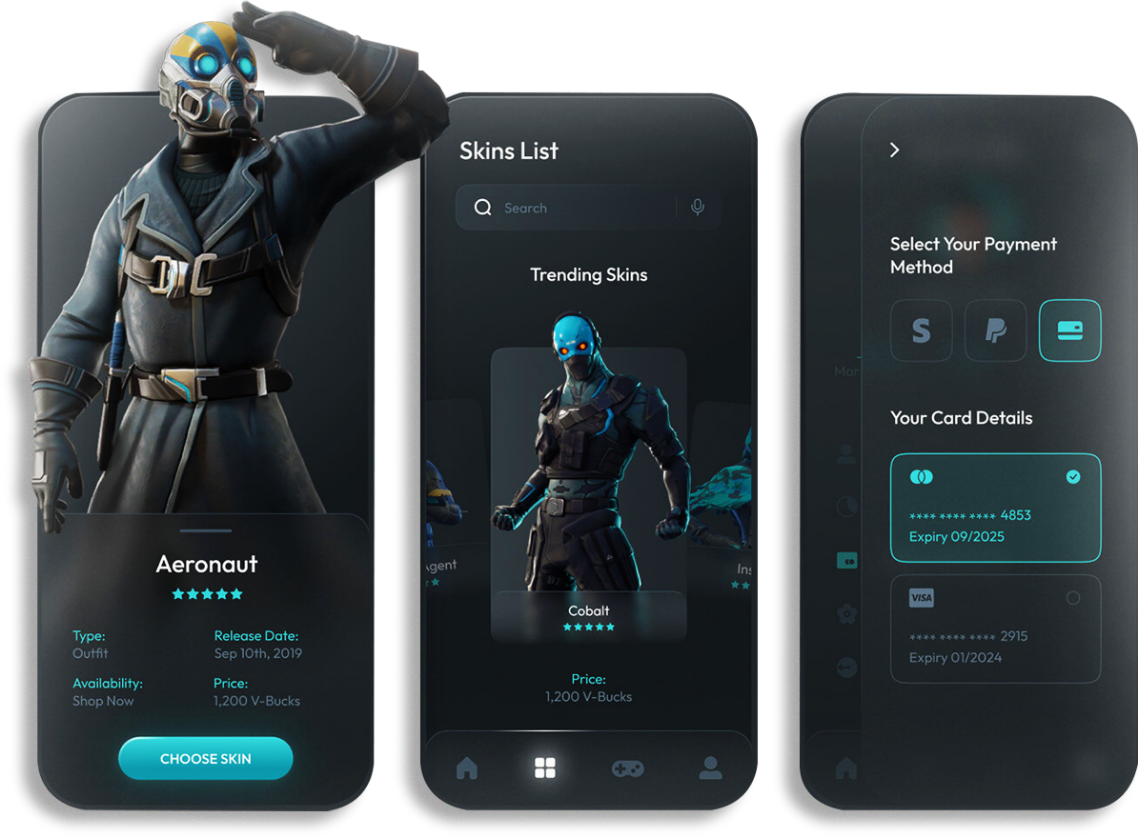 Aeronaut
Type:
Outfit
Release Date:
Sep 10th, 2019
Availability:
Shop Now
Price:
1,200 V-Bucks
CHOOSE SKIN
Skins List
Search
Trending Skins
Cobalt
Price:
1,200 V-Bucks
Select Your Payment
Method
S
P
Your Card Details
**** **** **** 4853
Expiry 09/2025
VISA
**** **** **** 2915
Expiry 01/2024